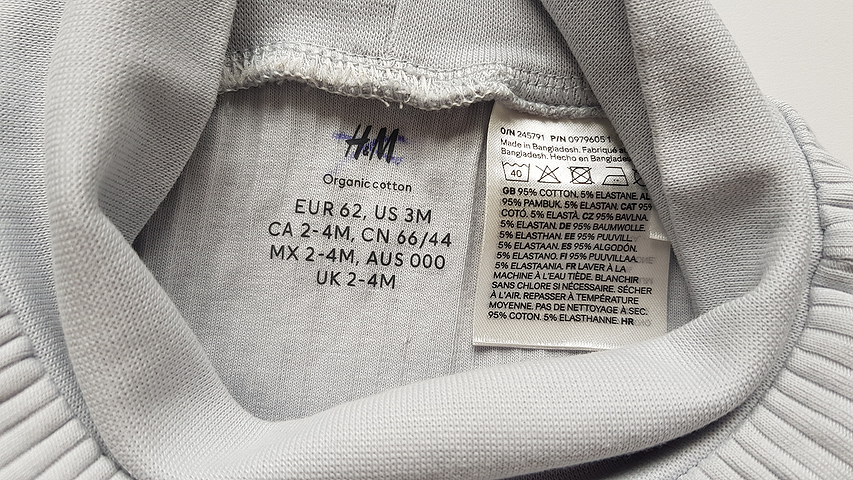 H&M
Organic cotton
EUR 62, US 3M
CA 2-4M, CN 66/44
MX 2-4M, AUS 000
UK 2-4M
O/N 245791 P/N 0979605 1
Made in Bangladesh. Fabriqué
Bangladesh. Hecho en Bangladesh
40
GB 95% COTTON. 5% ELASTANE. AL
95% PAMUK. 5% ELASTAN. CAT 95%
COTÓ. 5% ELASTÀ. CZ 95% BAVLNA.
5% ELASTAN. DE 95% BAUMWOLLE.
5% ELASTHAN. EE 95% PUUVILL.
5% ELASTAAN. ES 95% ALGODÓN.
5% ELASTANO. FI 95% PUUVILLAA.
5% ELASTAANIA. FR LAVER À LA
MACHINE À L'EAU TIÈDE. BLANCHIR
SANS CHLORE SI NÉCESSAIRE. SÉCHER
À L'AIR. REPASSER À TEMPÉRATURE
MOYENNE. PAS DE NETTOYAGE À SEC.
95% COTON. 5% ÉLASTHANNE. HR